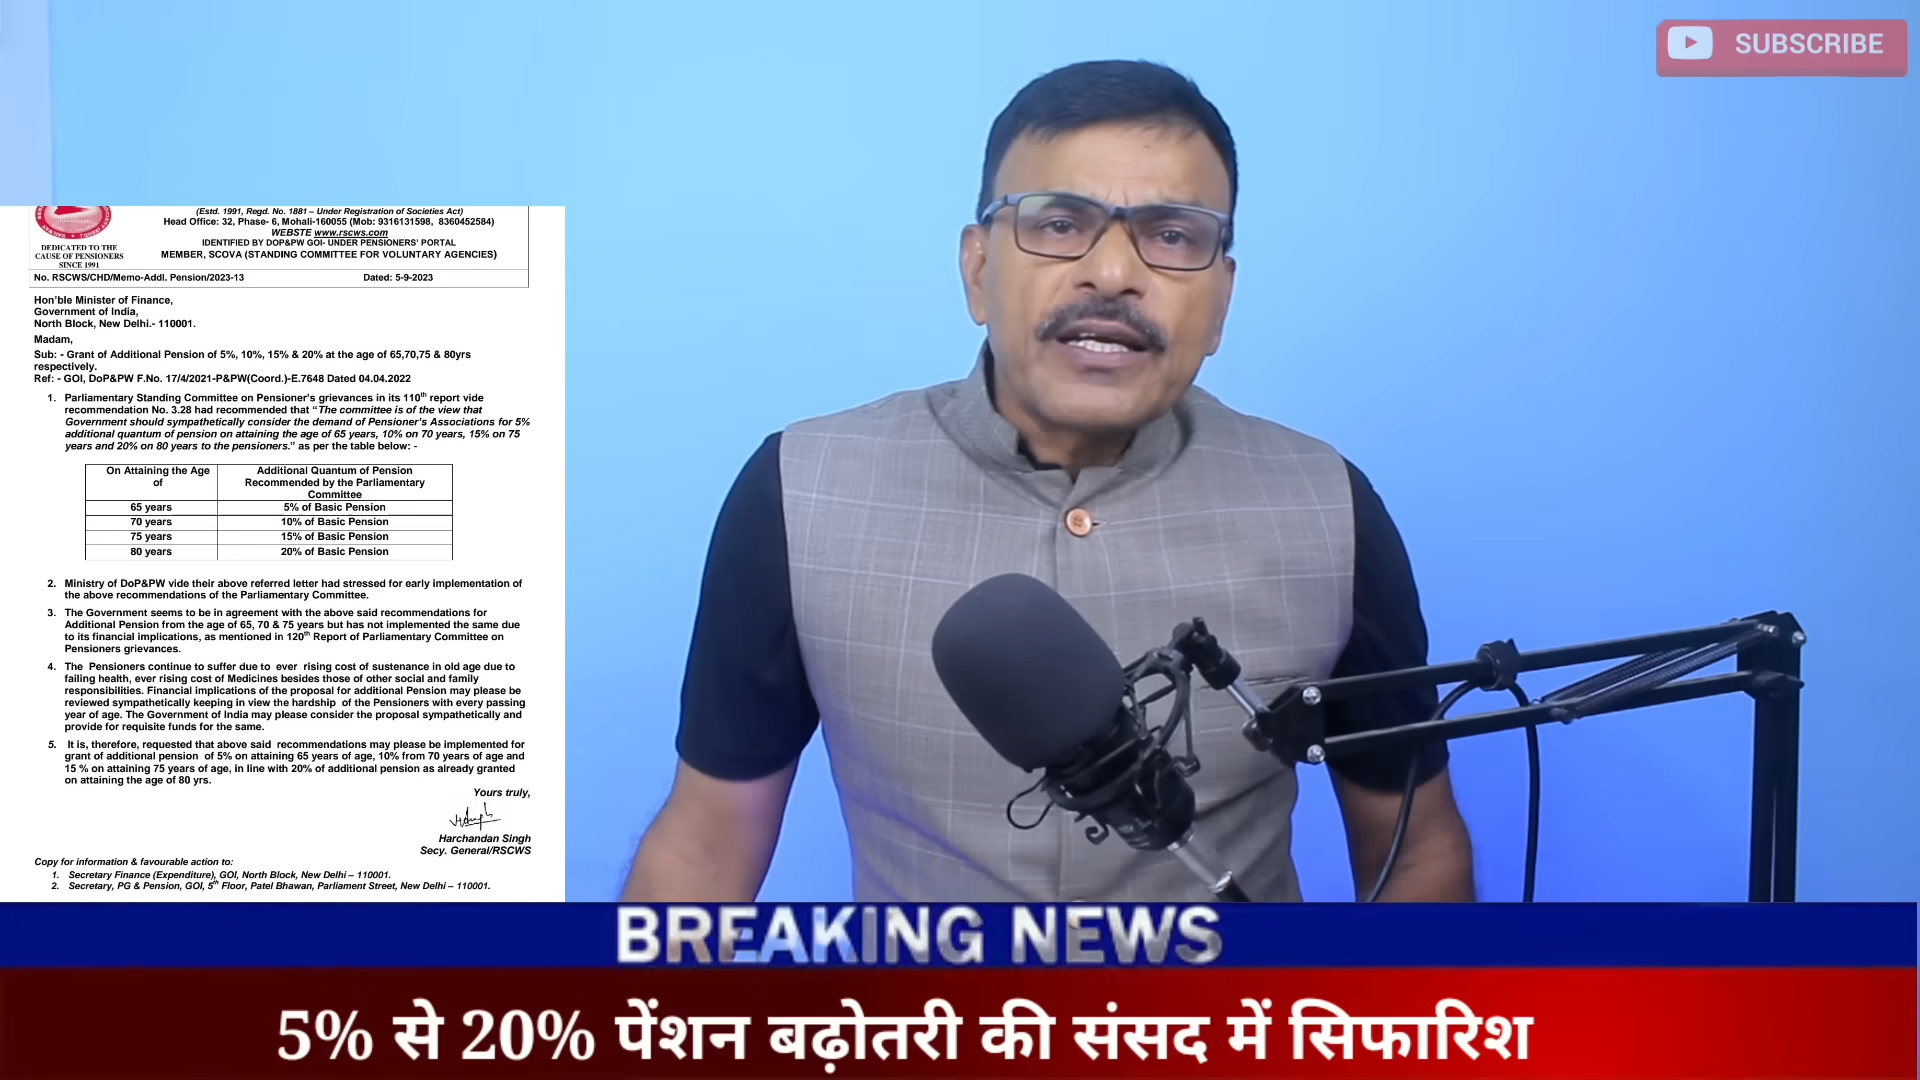 SUBSCRIBE
(Estd. 1991, Regd. No. 1881 – Under Registration of Societies Act)
Head Office: 32, Phase- 6, Mohali-160055 (Mob: 9316131598, 8360452584)
WEBSTE www.rscws.com
IDENTIFIED BY DOP&PW GOI- UNDER PENSIONERS' PORTAL
MEMBER, SCOVA (STANDING COMMITTEE FOR VOLUNTARY AGENCIES)
DEDICATED TO THE
CAUSE OF PENSIONERS
SINCE 1991
No. RSCWS/CHD/Memo-Addl. Pension/2023-13 Dated: 5-9-2023
Hon'ble Minister of Finance,
Government of India,
North Block, New Delhi.- 110001.
Madam,
Sub: - Grant of Additional Pension of 5%, 10%, 15% & 20% at the age of 65,70,75 & 80yrs
respectively.
Ref: - GOI, DoP&PW F.No. 17/4/2021-P&PW(Coord.)-E.7648 Dated 04.04.2022
1. Parliamentary Standing Committee on Pensioner's grievances in its 110th report vide
recommendation No. 3.28 had recommended that “The committee is of the view that
Government should sympathetically consider the demand of Pensioner's Associations for 5%
additional quantum of pension on attaining the age of 65 years, 10% on 70 years, 15% on 75
years and 20% on 80 years to the pensioners.” as per the table below: -
On Attaining the Age
of
Additional Quantum of Pension
Recommended by the Parliamentary
Committee
65 years 5% of Basic Pension
70 years 10% of Basic Pension
75 years 15% of Basic Pension
80 years 20% of Basic Pension
2. Ministry of DoP&PW vide their above referred letter had stressed for early implementation of
the above recommendations of the Parliamentary Committee.
3. The Government seems to be in agreement with the above said recommendations for
Additional Pension from the age of 65, 70 & 75 years but has not implemented the same due
to its financial implications, as mentioned in 120th Report of Parliamentary Committee on
Pensioners grievances.
4. The Pensioners continue to suffer due to ever rising cost of sustenance in old age due to
failing health, ever rising cost of Medicines besides those of other social and family
responsibilities. Financial implications of the proposal for additional Pension may please be
reviewed sympathetically keeping in view the hardship of the Pensioners with every passing
year of age. The Government of India may please consider the proposal sympathetically and
provide for requisite funds for the same.
5. It is, therefore, requested that above said recommendations may please be implemented for
grant of additional pension of 5% on attaining 65 years of age, 10% from 70 years of age and
15 % on attaining 75 years of age, in line with 20% of additional pension as already granted
on attaining the age of 80 yrs.
Yours truly,
Harchandan Singh
Secy. General/RSCWS
Copy for information & favourable action to:
1. Secretary Finance (Expenditure), GOI, North Block, New Delhi – 110001.
2. Secretary, PG & Pension, GOI, 5th Floor, Patel Bhawan, Parliament Street, New Delhi – 110001.
BREAKING NEWS
5% से 20% पेंशन बढ़ोतरी की संसद में सिफारिश